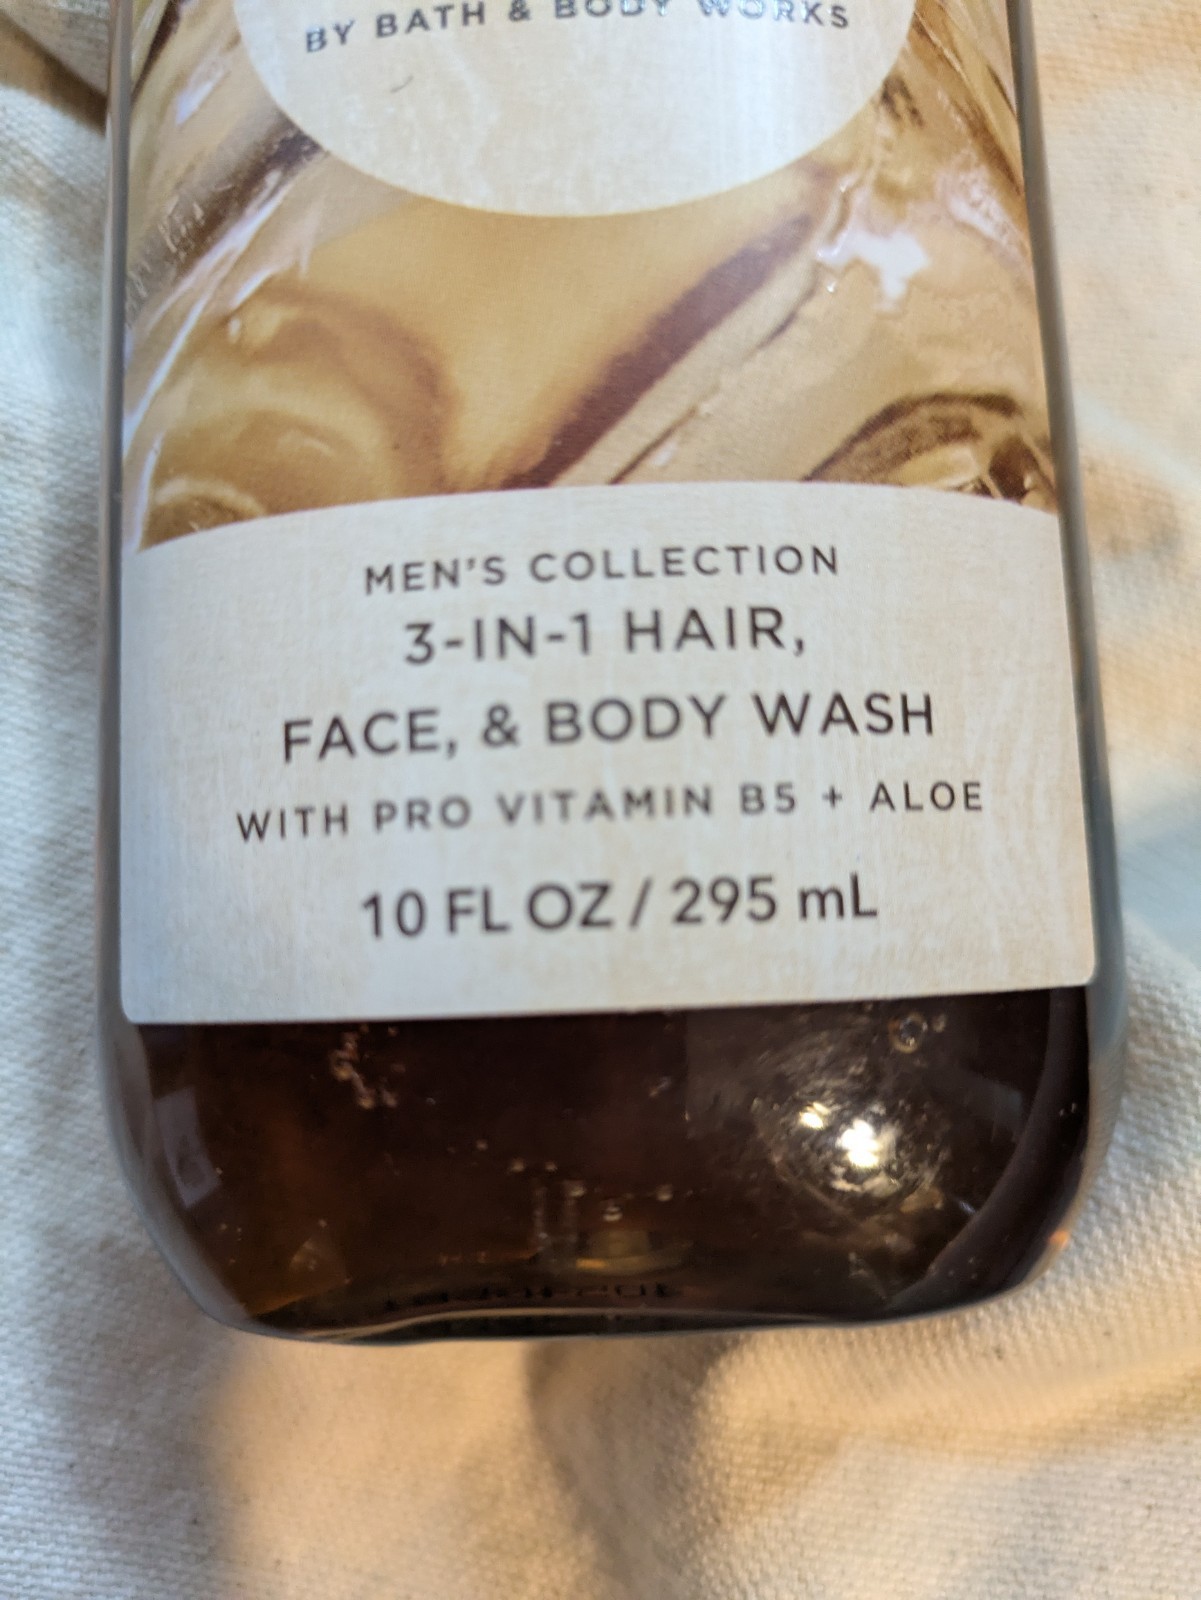 BY BATH & BODY WORKS
MEN'S COLLECTION
3-IN-1 HAIR,
FACE, & BODY WASH
WITH PRO VITAMIN B5 + ALOE
10 FL OZ / 295 mL